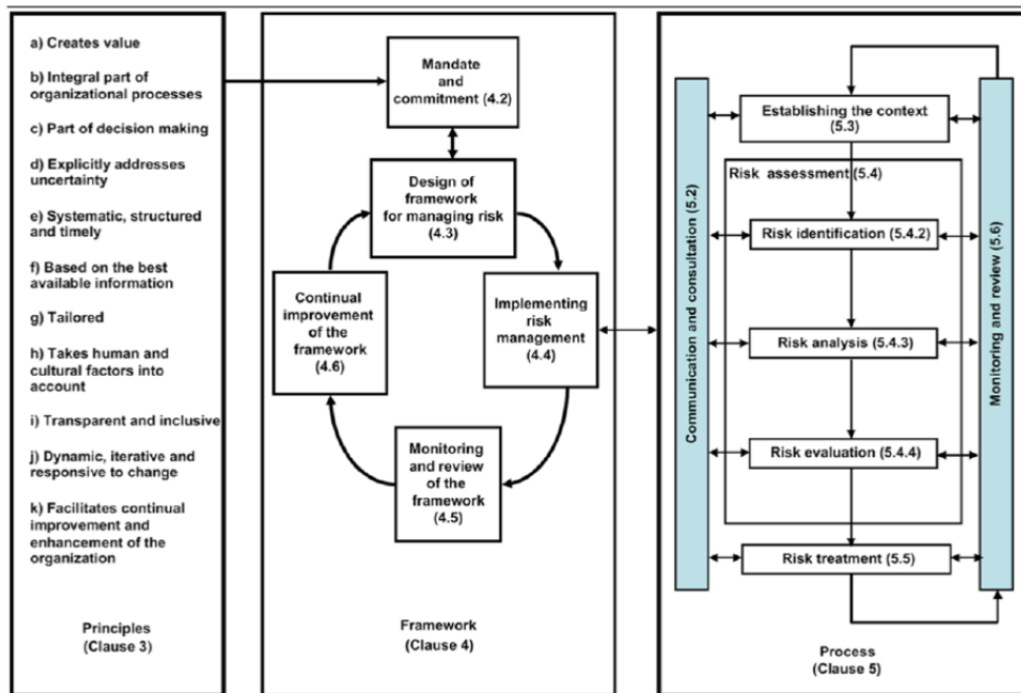 a) Creates value
b) Integral part of
organizational processes
c) Part of decision making
d) Explicitly addresses
uncertainty
e) Systematic, structured
and timely
f) Based on the best
available information
g) Tailored
h) Takes human and
cultural factors into
account
i) Transparent and inclusive
j) Dynamic, iterative and
responsive to change
k) Facilitates continual
improvement and
enhancement of the
organization
Principles
(Clause 3)
Mandate
and
commitment (4.2)
Design of
framework
for managing risk
(4.3)
Implementing
risk
management
(4.4)
Monitoring
and review
of the
framework
(4.5)
Continual
improvement
of the
framework
(4.6)
Framework
(Clause 4)
Communication and consultation (5.2)
Establishing the context
(5.3)
Risk assessment (5.4)
Risk identification (5.4.2)
Risk analysis (5.4.3)
Risk evaluation (5.4.4)
Risk treatment (5.5)
Monitoring and review (5.6)
Process
(Clause 5)